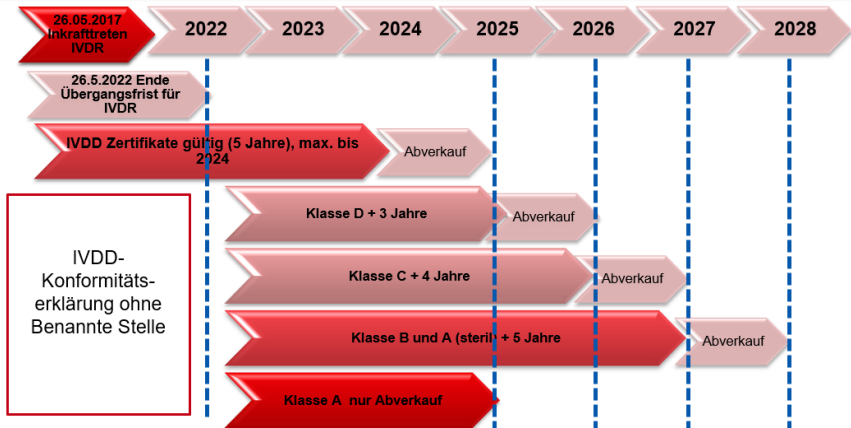 26.05.2017
Inkrafttreten
IVDR
2022
2023
2024
2025
2026
2027
2028
26.5.2022 Ende
Übergangsfrist für
IVDR
IVDD Zertifikate gültig (5 Jahre), max. bis
2024
Abverkauf
Klasse D + 3 Jahre
Abverkauf
IVDD-
Konformitäts-
erklärung ohne
Benannte Stelle
Klasse C + 4 Jahre
Abverkauf
Klasse B und A (steril) + 5 Jahre
Abverkauf
Klasse A nur Abverkauf